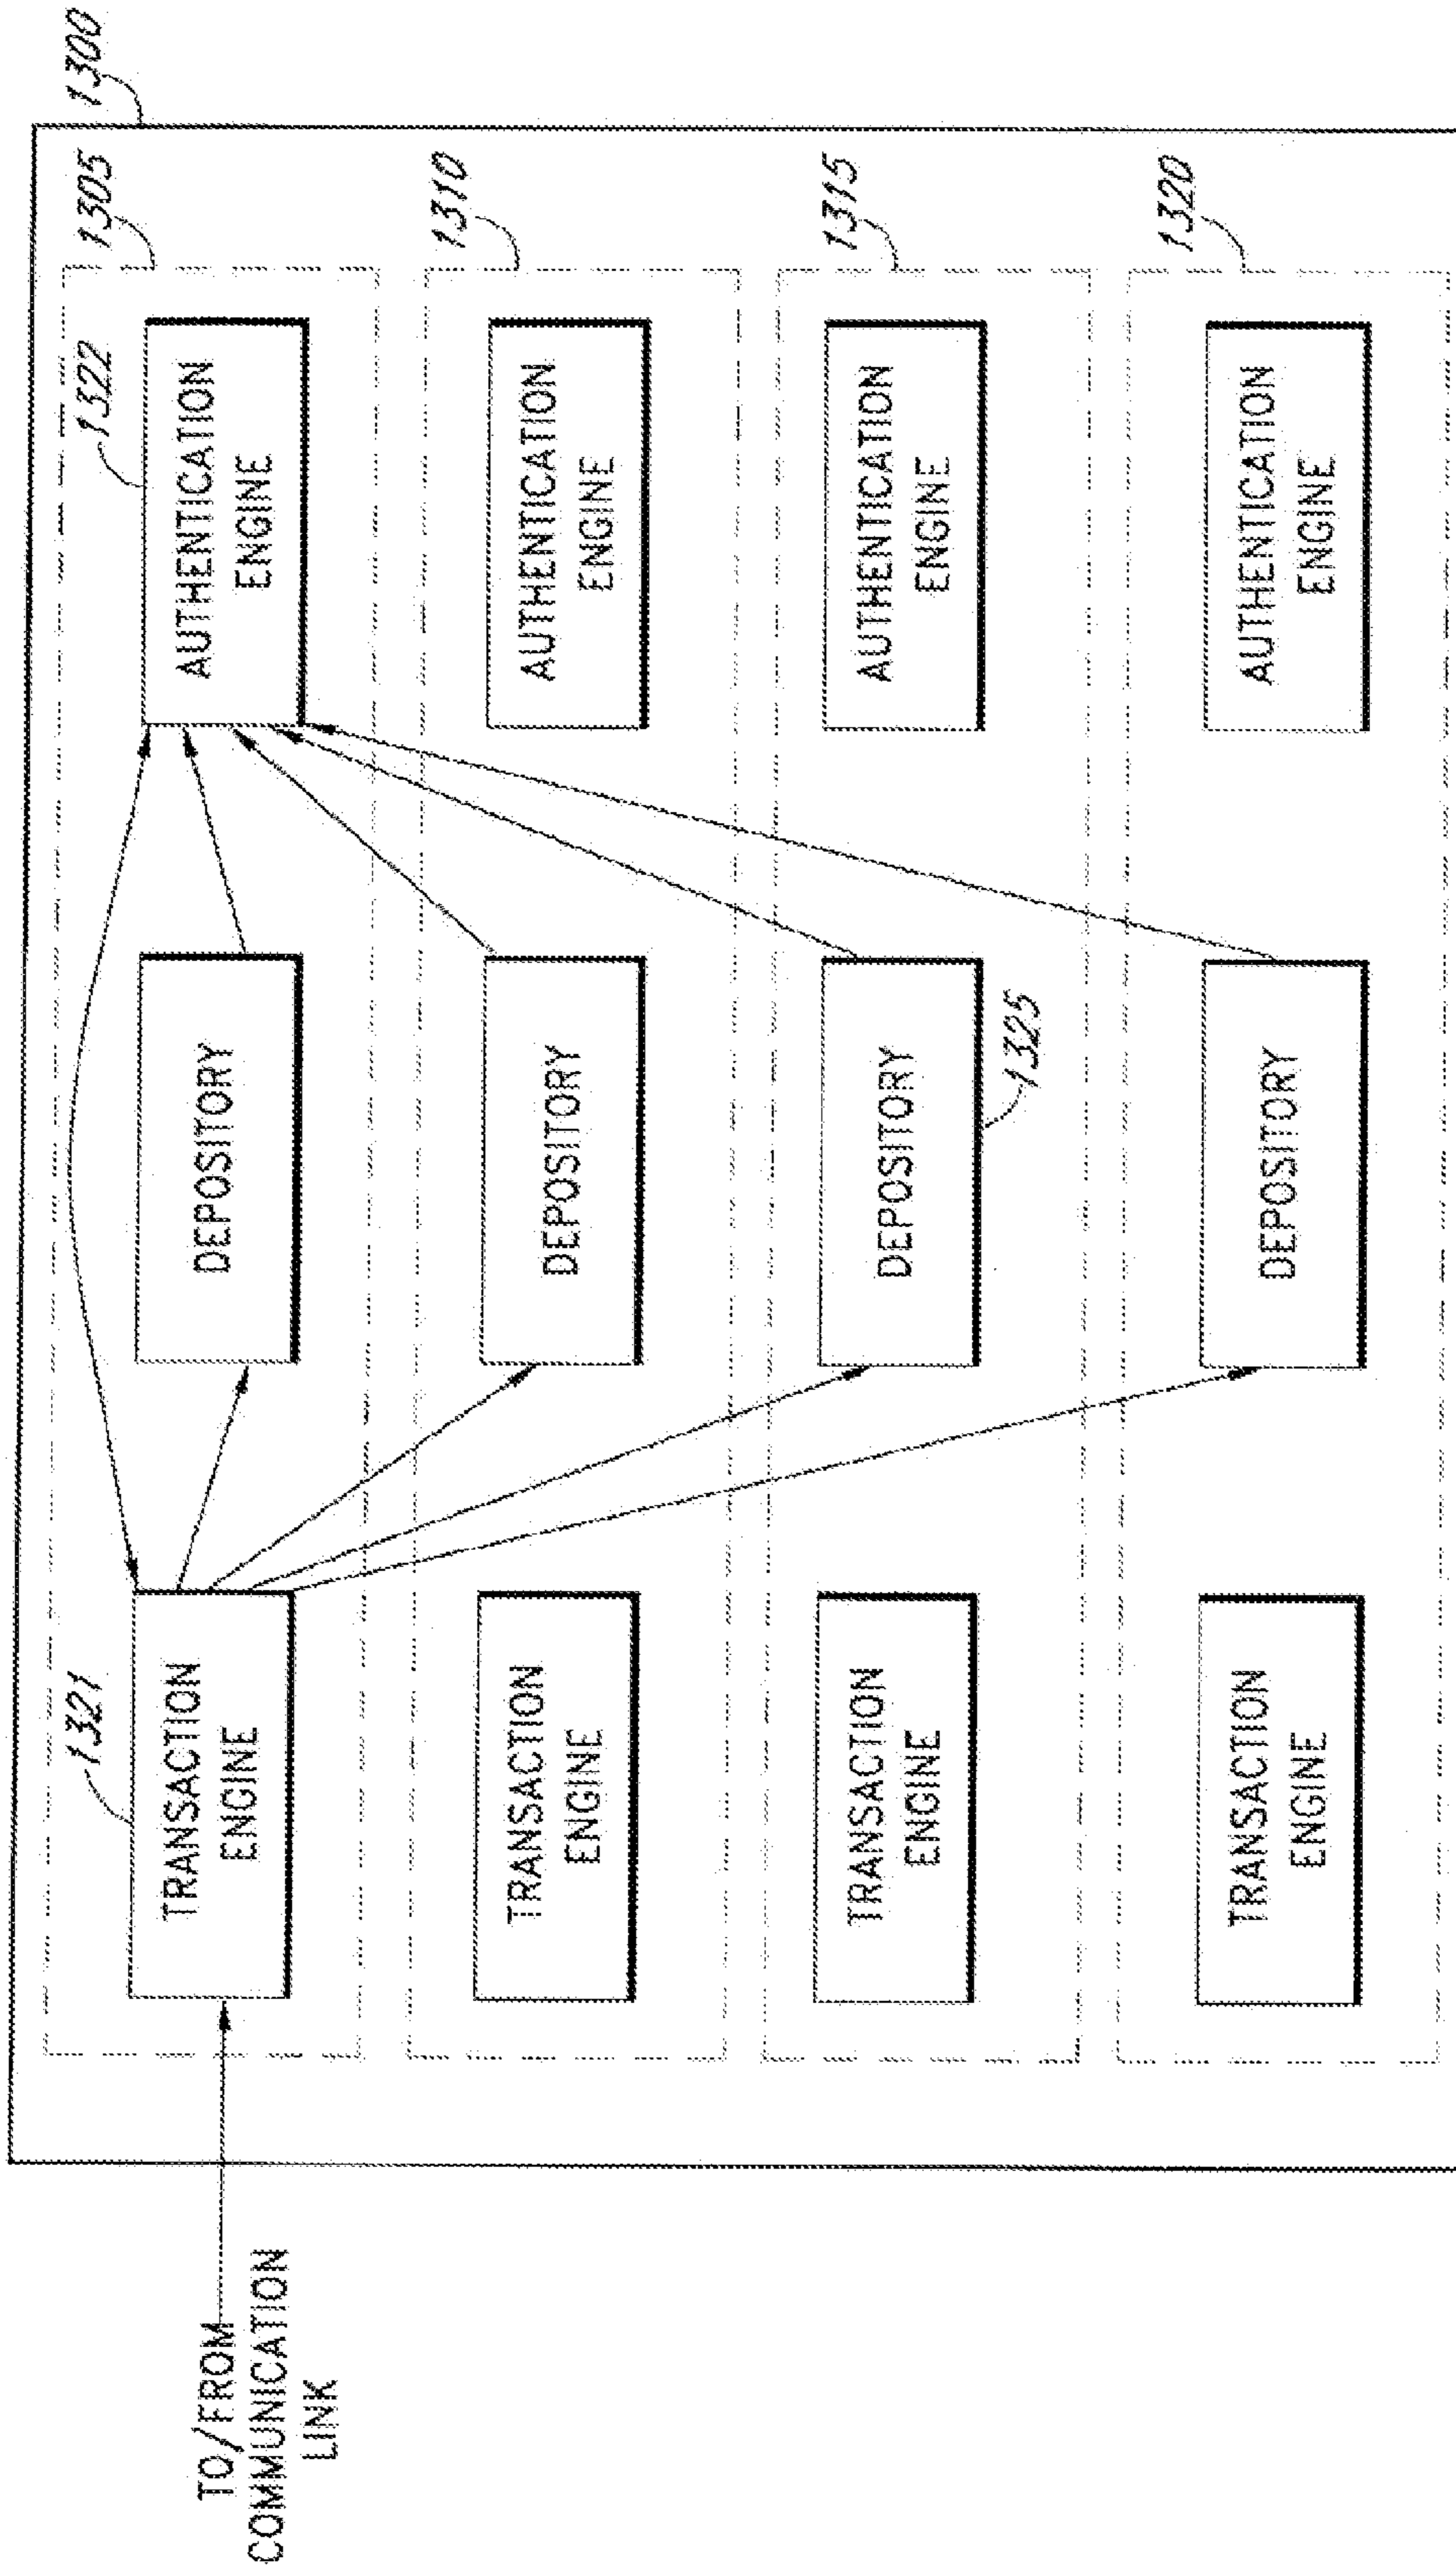 1300
1305
1322
TRANSACTION
ENGINE
1321
DEPOSITORY
AUTHENTICATION
ENGINE
TO/FROM
COMMUNICATION
LINK
1310
TRANSACTION
ENGINE
DEPOSITORY
AUTHENTICATION
ENGINE
1315
TRANSACTION
ENGINE
DEPOSITORY
1325
AUTHENTICATION
ENGINE
1320
TRANSACTION
ENGINE
DEPOSITORY
AUTHENTICATION
ENGINE